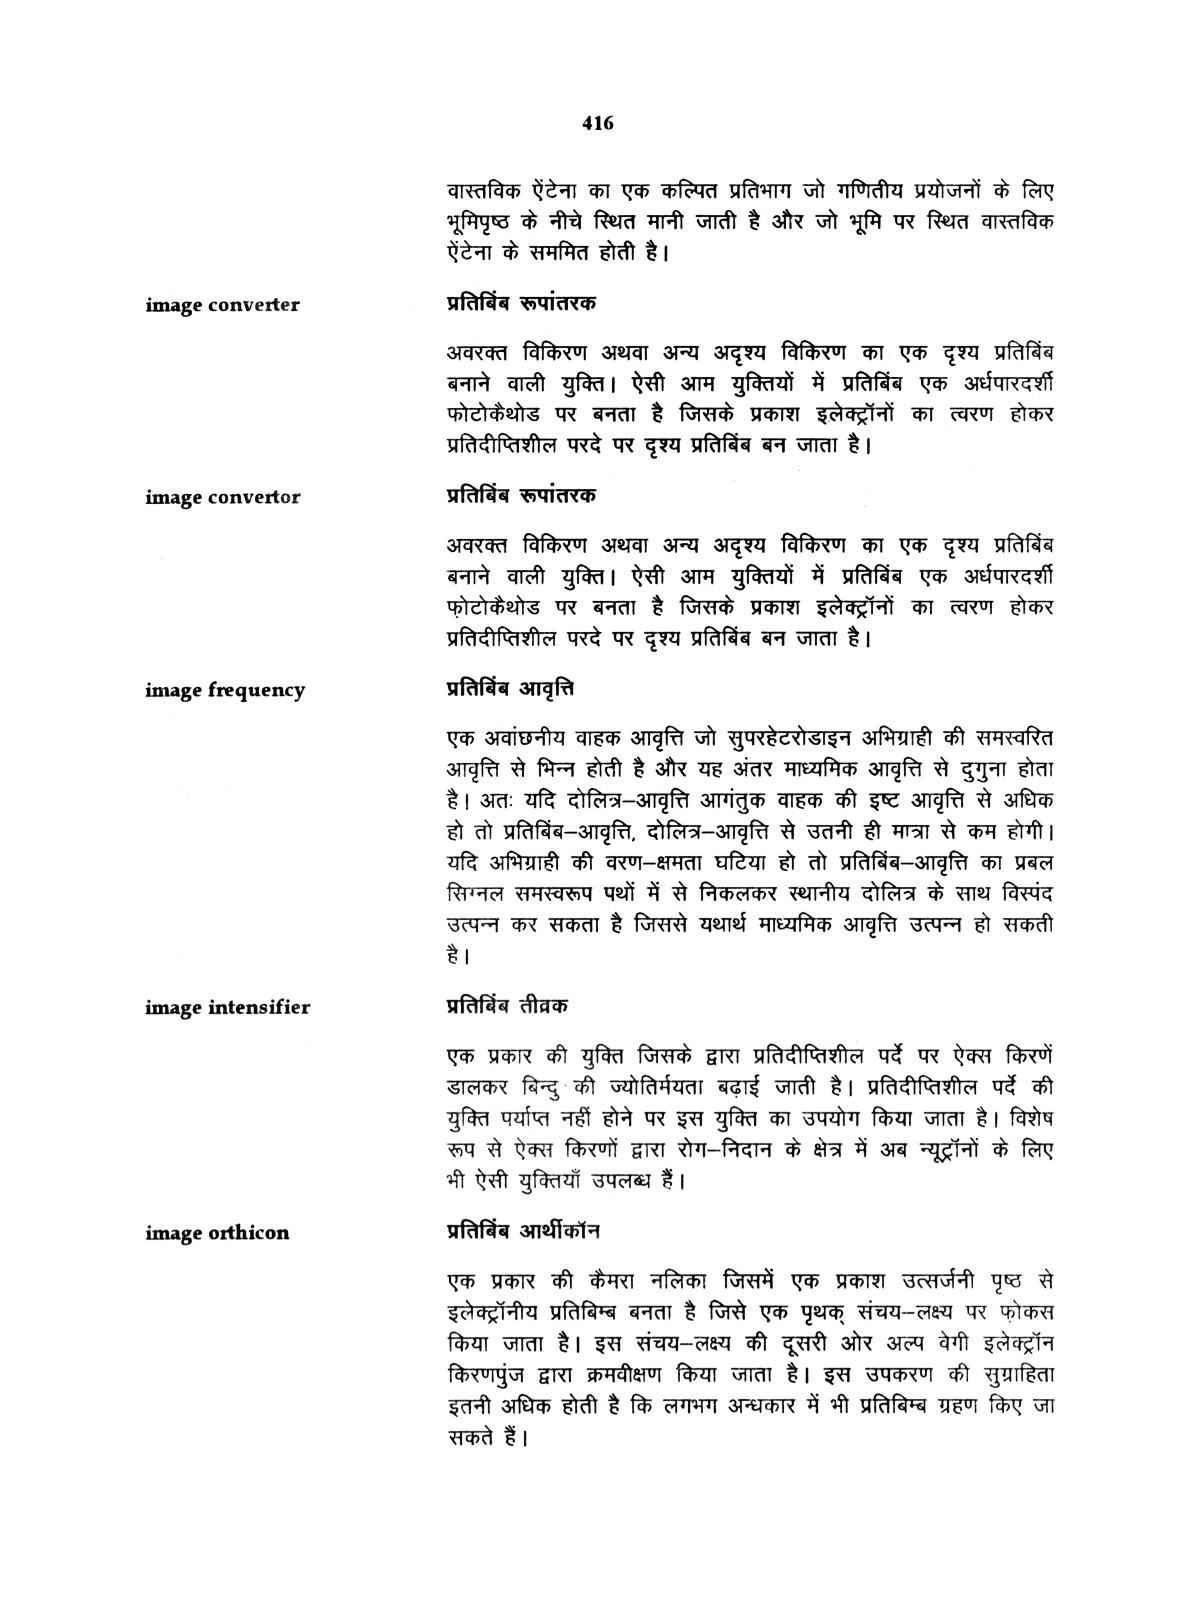 416
वास्तविक ऐंटेना का एक कल्पित प्रतिभाग जो गणितीय प्रयोजनों के लिए
भूमिपृष्ठ के नीचे स्थित मानी जाती है और जो भूमि पर स्थित वास्तविक
ऐंटेना के सममित होती है।
image converter प्रतिबिंब रूपांतरक
अवरक्त विकिरण अथवा अन्य अदृश्य विकिरण का एक दृश्य प्रतिबिंब
बनाने वाली युक्ति। ऐसी आम युक्तियों में प्रतिबिंब एक अर्धपारदर्शी
फोटोकैथोड पर बनता है जिसके प्रकाश इलेक्ट्रॉनों का त्वरण होकर
प्रतिदीप्तिशील परदे पर दृश्य प्रतिबिंब बन जाता है।
image convertor प्रतिबिंब रूपांतरक
अवरक्त विकिरण अथवा अन्य अदृश्य विकिरण का एक दृश्य प्रतिबिंब
बनाने वाली युक्ति। ऐसी आम युक्तियों में प्रतिबिंब एक अर्धपारदर्शी
फ़ोटोकैथोड पर बनता है जिसके प्रकाश इलेक्ट्रॉनों का त्वरण होकर
प्रतिदीप्तिशील परदे पर दृश्य प्रतिबिंब बन जाता है।
image frequency प्रतिबिंब आवृत्ति
एक अवांछनीय वाहक आवृत्ति जो सुपरहेटरोडाइन अभिग्राही की समस्वरित
आवृत्ति से भिन्न होती है और यह अंतर माध्यमिक आवृत्ति से दुगुना होता
है। अतः यदि दोलित्र–आवृत्ति आगंतुक वाहक की इष्ट आवृत्ति से अधिक
हो तो प्रतिबिंब–आवृत्ति, दोलित्र–आवृत्ति से उतनी ही मात्रा से कम होगी।
यदि अभिग्राही की वरण–क्षमता घटिया हो तो प्रतिबिंब–आवृत्ति का प्रबल
सिग्नल समस्वरूप पथों में से निकलकर स्थानीय दोलित्र के साथ विस्पंद
उत्पन्न कर सकता है जिससे यथार्थ माध्यमिक आवृत्ति उत्पन्न हो सकती
है।
image intensifier प्रतिबिंब तीव्रक
एक प्रकार की युक्ति जिसके द्वारा प्रतिदीप्तिशील पर्दे पर ऐक्स किरणें
डालकर बिन्दु की ज्योतिर्मयता बढ़ाई जाती है। प्रतिदीप्तिशील पर्दे की
युक्ति पर्याप्त नहीं होने पर इस युक्ति का उपयोग किया जाता है। विशेष
रूप से ऐक्स किरणों द्वारा रोग–निदान के क्षेत्र में अब न्यूट्रॉनों के लिए
भी ऐसी युक्तियाँ उपलब्ध हैं।
image orthicon प्रतिबिंब आर्थीकॉन
एक प्रकार की कैमरा नलिका जिसमें एक प्रकाश उत्सर्जनी पृष्ठ से
इलेक्ट्रॉनीय प्रतिबिम्ब बनता है जिसे एक पृथक् संचय–लक्ष्य पर फ़ोकस
किया जाता है। इस संचय–लक्ष्य की दूसरी ओर अल्प वेगी इलेक्ट्रॉन
किरणपुंज द्वारा क्रमवीक्षण किया जाता है। इस उपकरण की सुग्राहिता
इतनी अधिक होती है कि लगभग अन्धकार में भी प्रतिबिम्ब ग्रहण किए जा
सकते हैं।